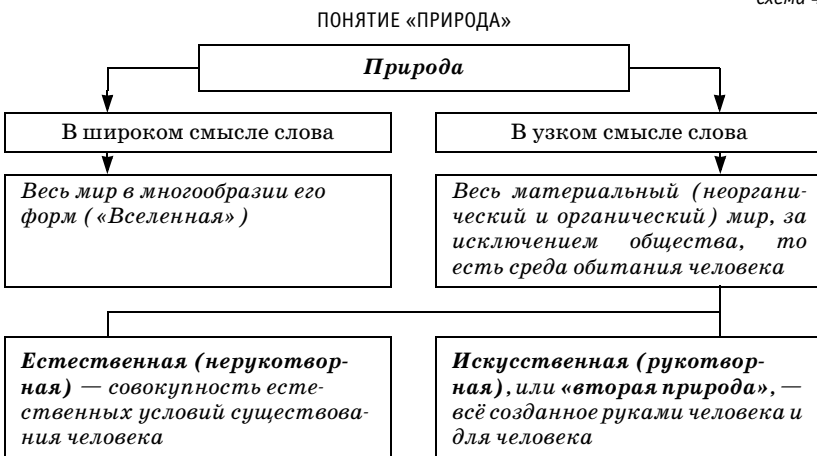 схема 4
ПОНЯТИЕ «ПРИРОДА»
Природа
В широком смысле слова
В узком смысле слова
Весь мир в многообразии его
форм («Вселенная»)
Весь материальный (неоргани-
ческий и органический) мир, за
исключением общества, то
есть среда обитания человека
Естественная (нерукотвор-
ная) — совокупность есте-
ственных условий существова-
ния человека
Искусственная (рукотвор-
ная), или «вторая природа», —
всё созданное руками человека и
для человека